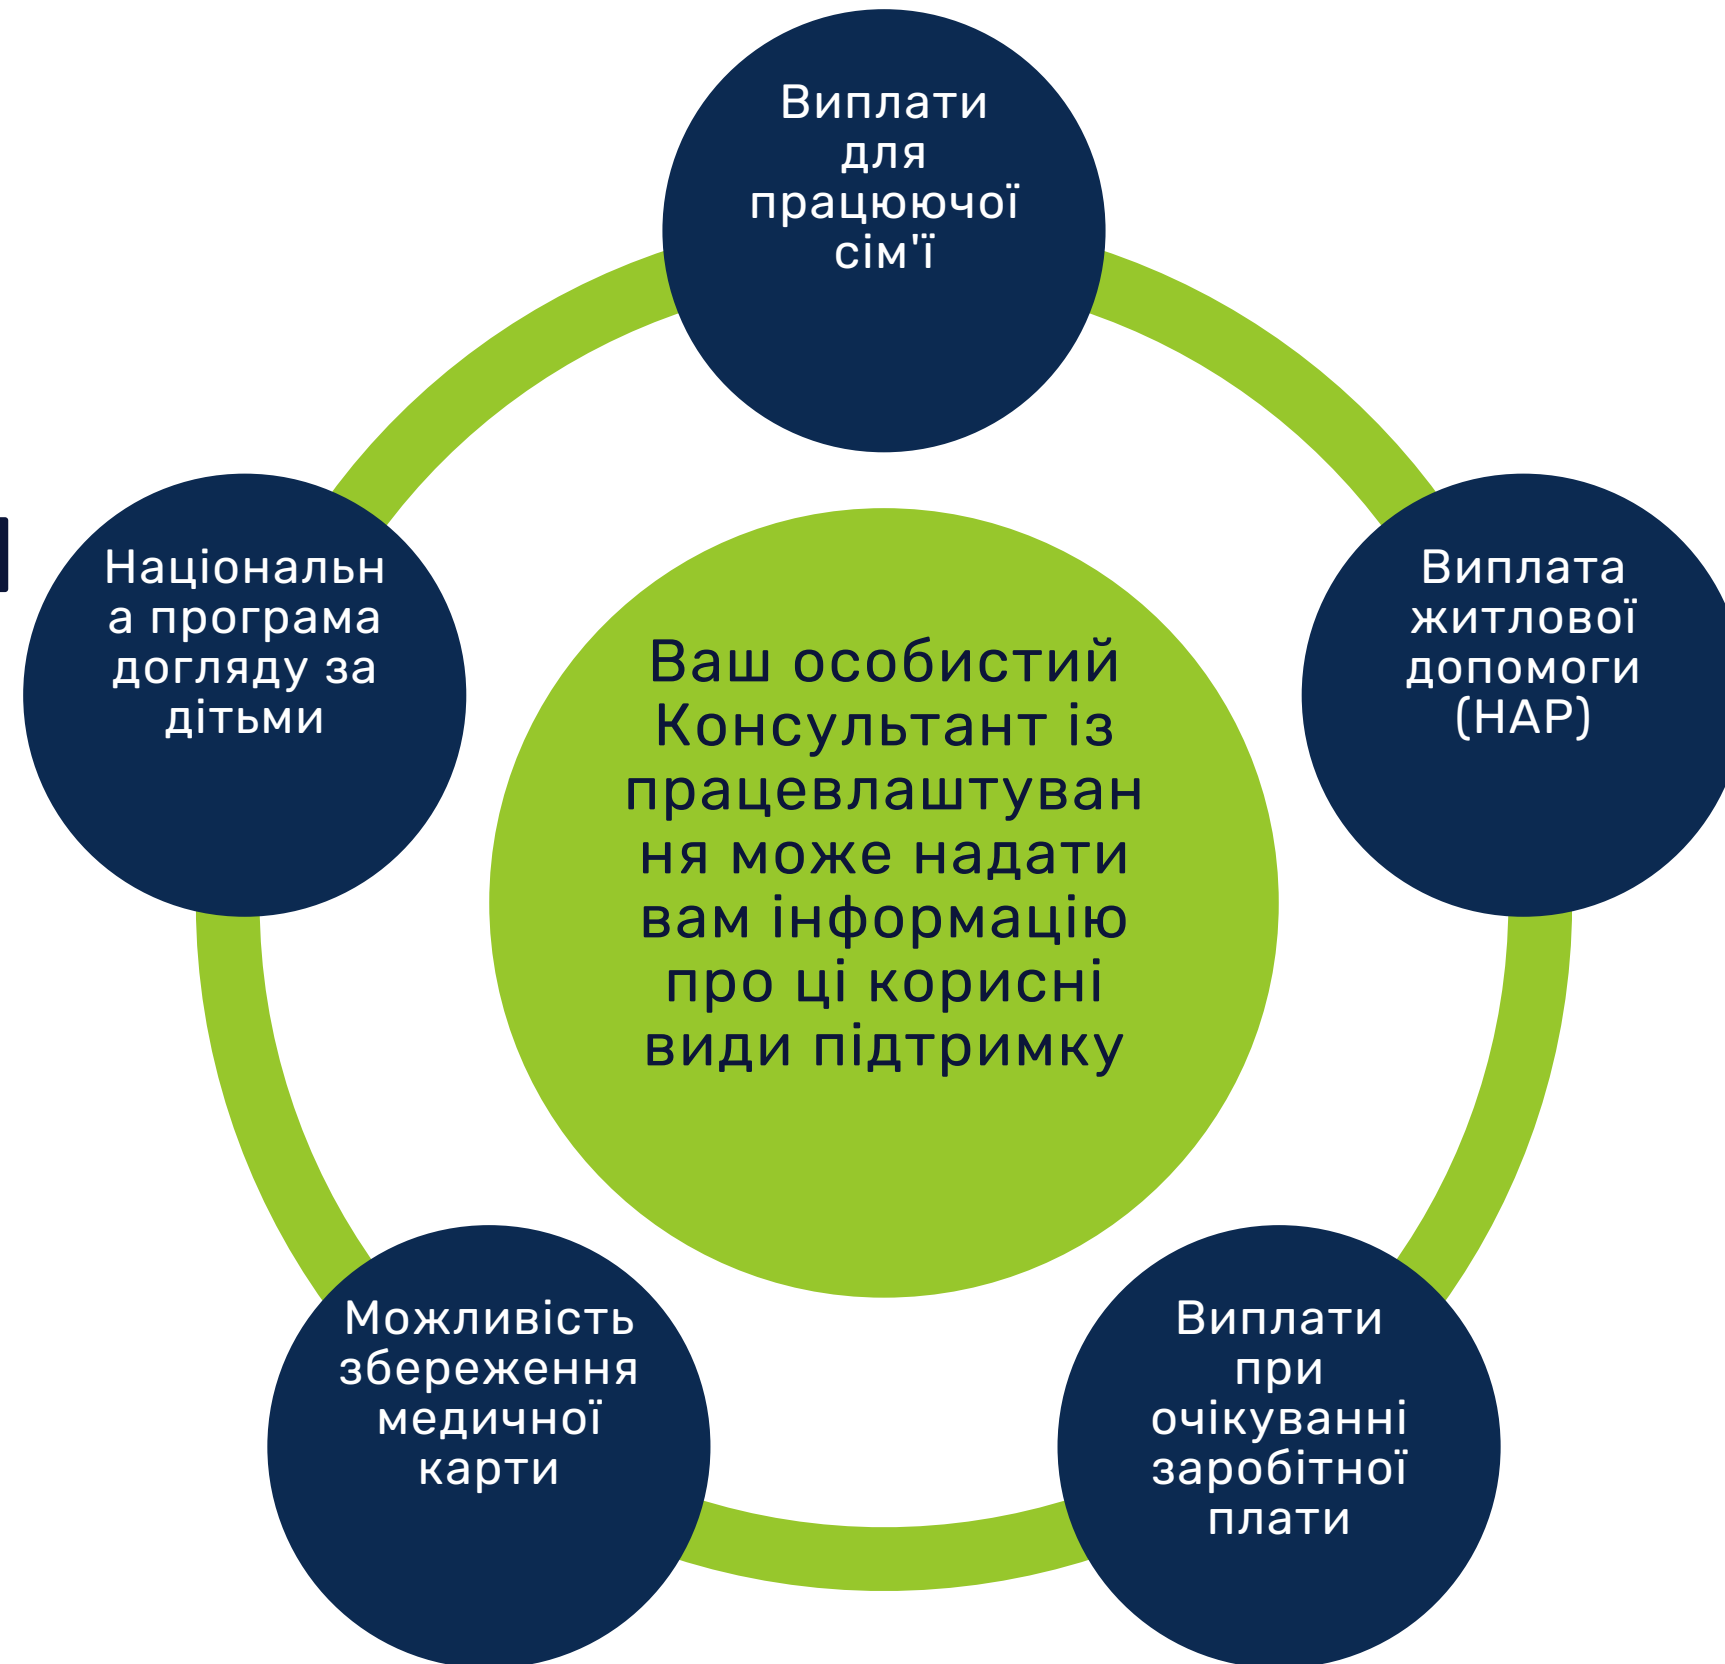 Виплати
для
працюючої
сім'ї
Національн
а програма
догляду за
дітьми
Виплата
житлової
допомоги
(HAP)
Ваш особистий
Консультант із
працевлаштуван
ня може надати
вам інформацію
про ці корисні
види підтримку
Можливість
збереження
медичної
карти
Виплати
при
очікуванні
заробітної
плати